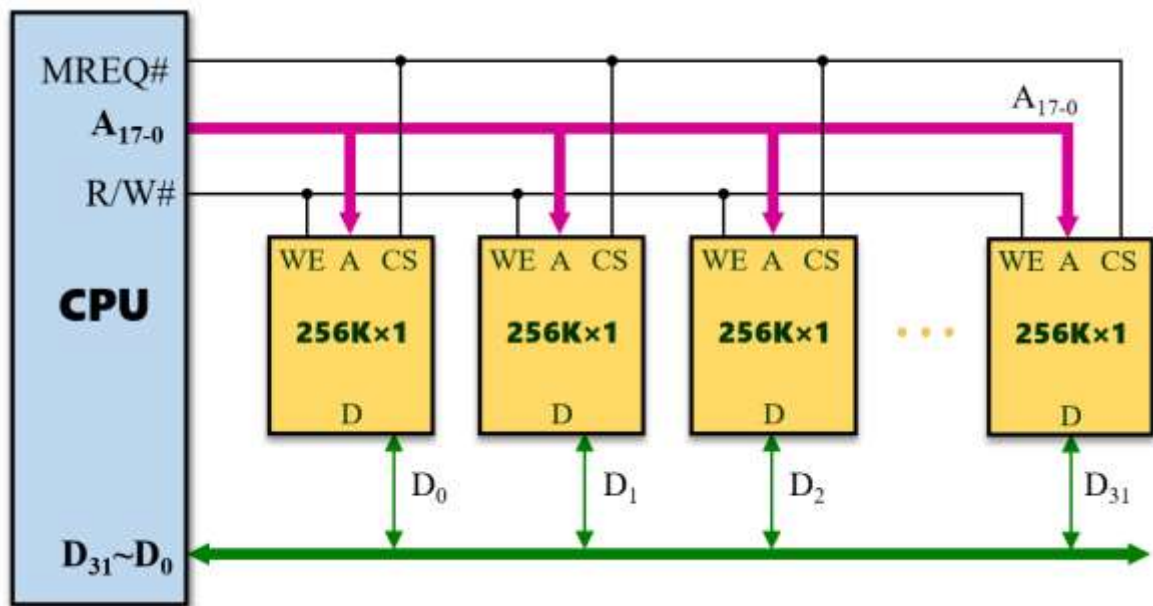 MREQ#
A17-0
A17-0
R/W#
WE A CS
WE A CS
WE A CS
WE A CS
CPU
256K×1
256K×1
256K×1
...
256K×1
D
D
D
D
D0
D1
D2
D31
D31~D0